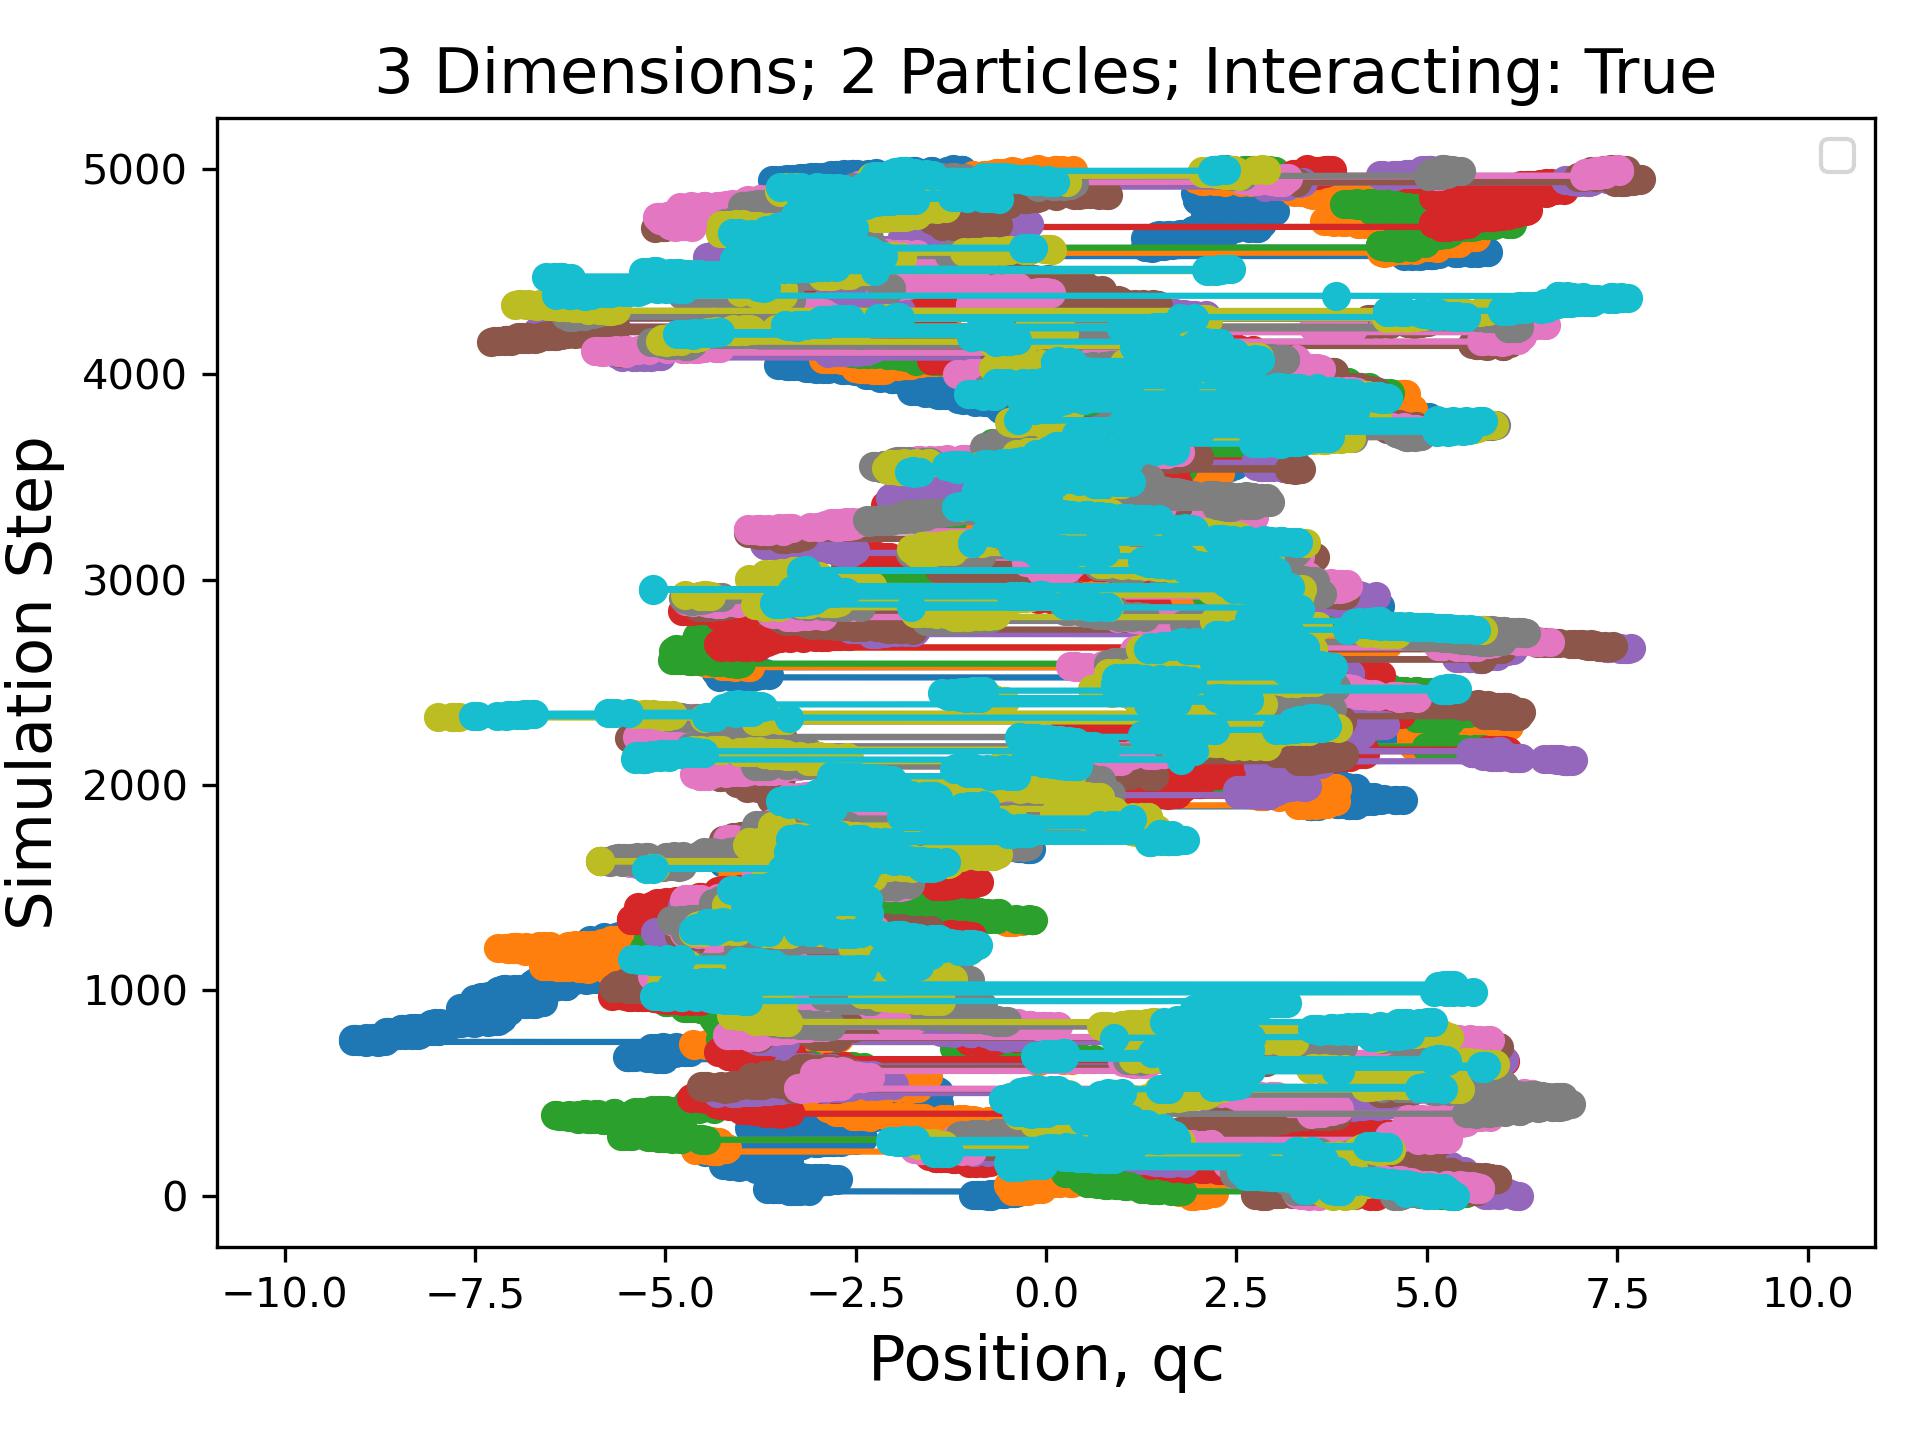 3 Dimensions; 2 Particles; Interacting: True
Simulation Step
5000
4000
3000
2000
1000
0
−10.0 −7.5 −5.0 −2.5 0.0 2.5 5.0 7.5 10.0
Position, qc